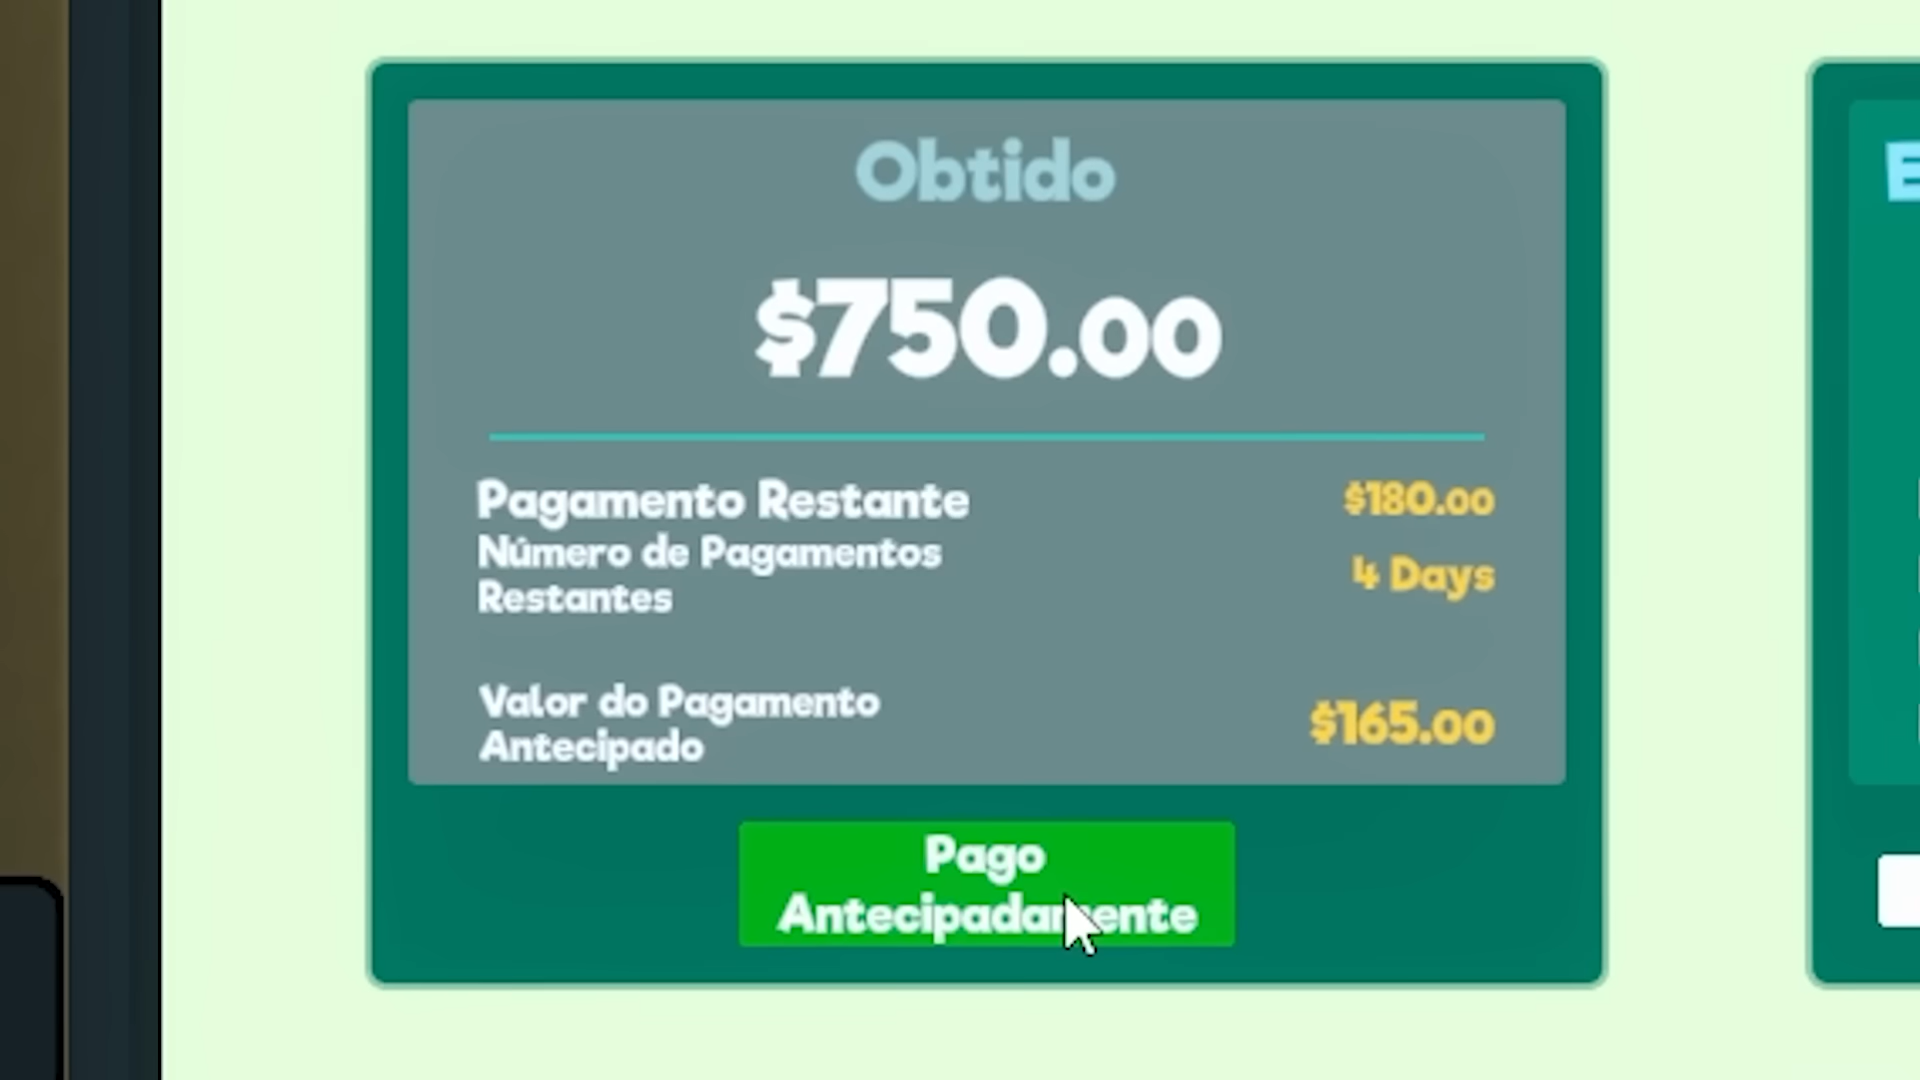 Obtido
$750.00
Pagamento Restante $180.00
Número de Pagamentos
Restantes
4 Days
Valor do Pagamento
Antecipado
$165.00
Pago
Antecipadamente
E